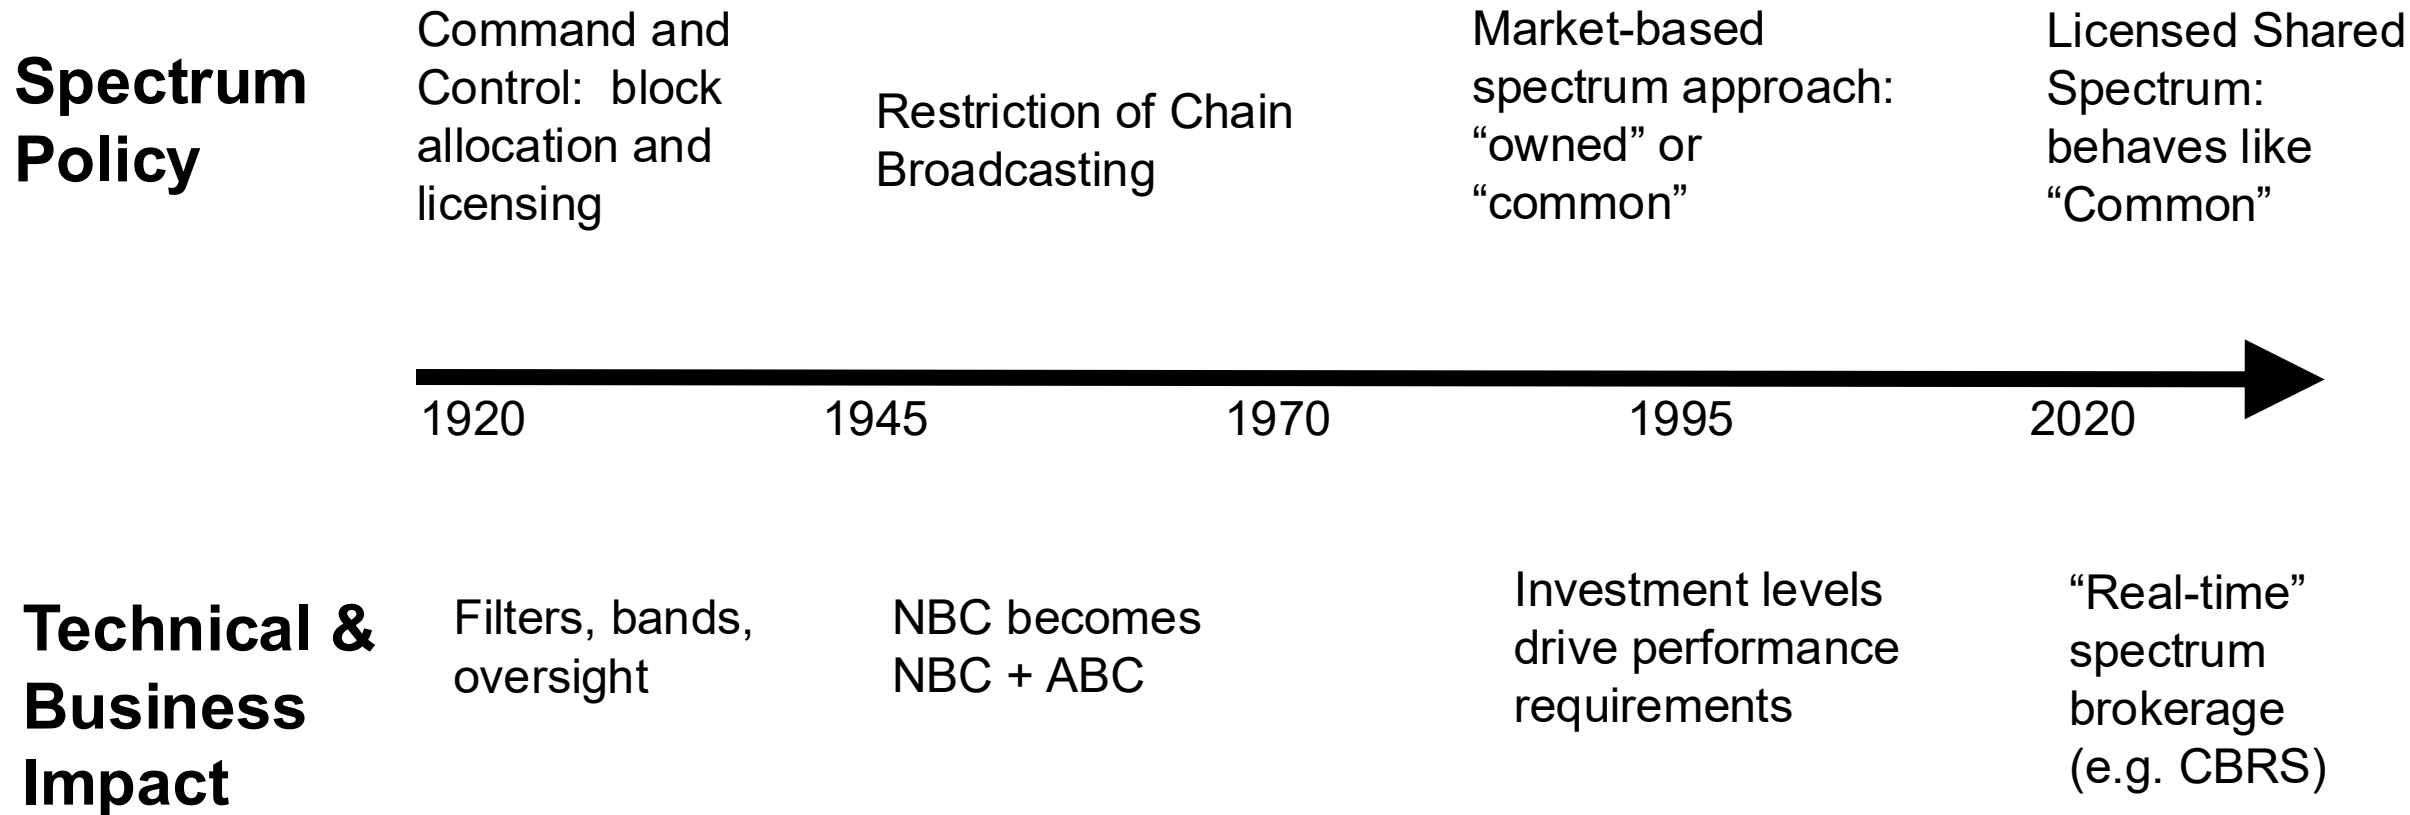 Spectrum
Policy
Command and
Control:  block
allocation and
licensing
Restriction of Chain
Broadcasting
Market-based
spectrum approach:
“owned” or
“common”
Licensed Shared
Spectrum:
behaves like
“Common”
1920
1945
1970
1995
2020
Technical &
Business
Impact
Filters, bands,
oversight
NBC becomes
NBC + ABC
Investment levels
drive performance
requirements
“Real-time”
spectrum
brokerage
(e.g. CBRS)